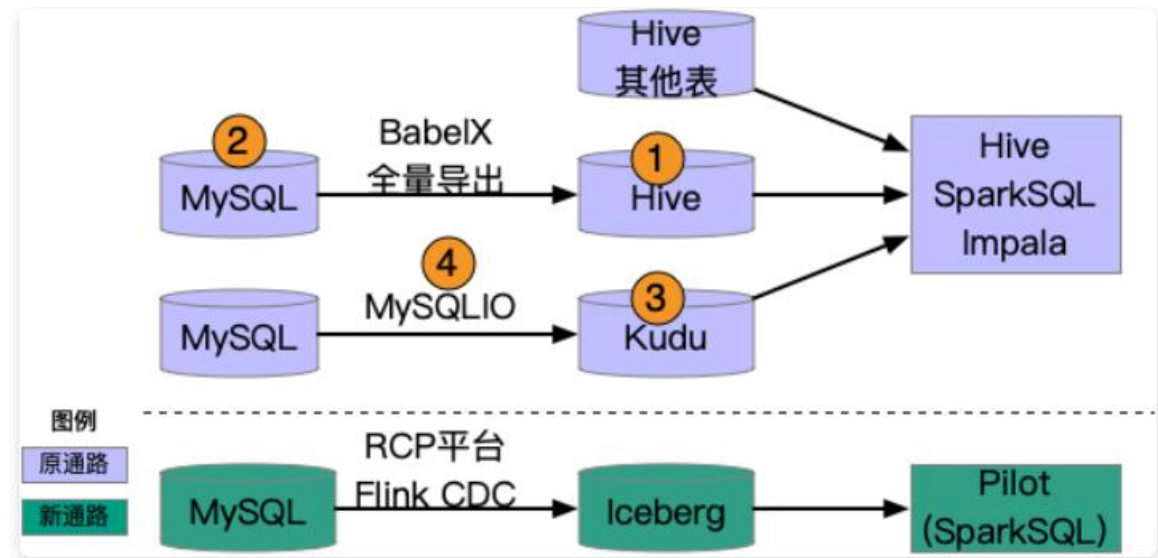 Hive
其他表
②
BabelX
全量导出
MySQL
①
Hive
Hive
SparkSQL
Impala
④
MySQLIO
MySQL
③
Kudu
图例
原通路
新通路
RCP平台
Flink CDC
MySQL
Iceberg
Pilot
(SparkSQL)